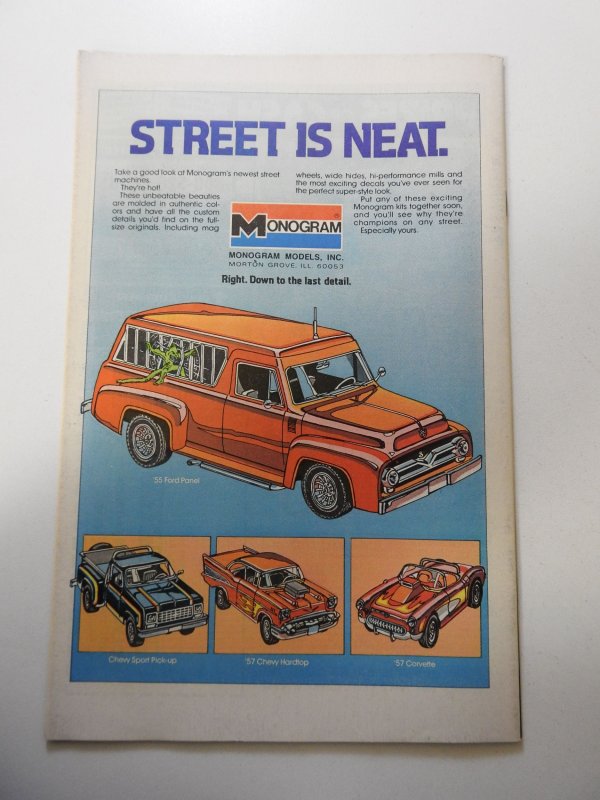 STREET IS NEAT.
Take a good look at Monogram's newest street
machines.
They're hot!
These unbeatable beauties
are molded in authentic col-
ors and have all the custom
details you'd find on the full-
size originals. Including mag
wheels, wide hides, hi-performance mills and
the most exciting decals you've ever seen for
the perfect super-style look.
Put any of these exciting
Monogram kits together soon,
and you'll see why they're
champions on any street.
Especially yours.
MONOGRAM®
MONOGRAM MODELS, INC.
MORTON GROVE, ILL. 60053
Right. Down to the last detail.
'55 Ford Panel
Chevy Sport Pick-up
'57 Chevy Hardtop
'57 Corvette